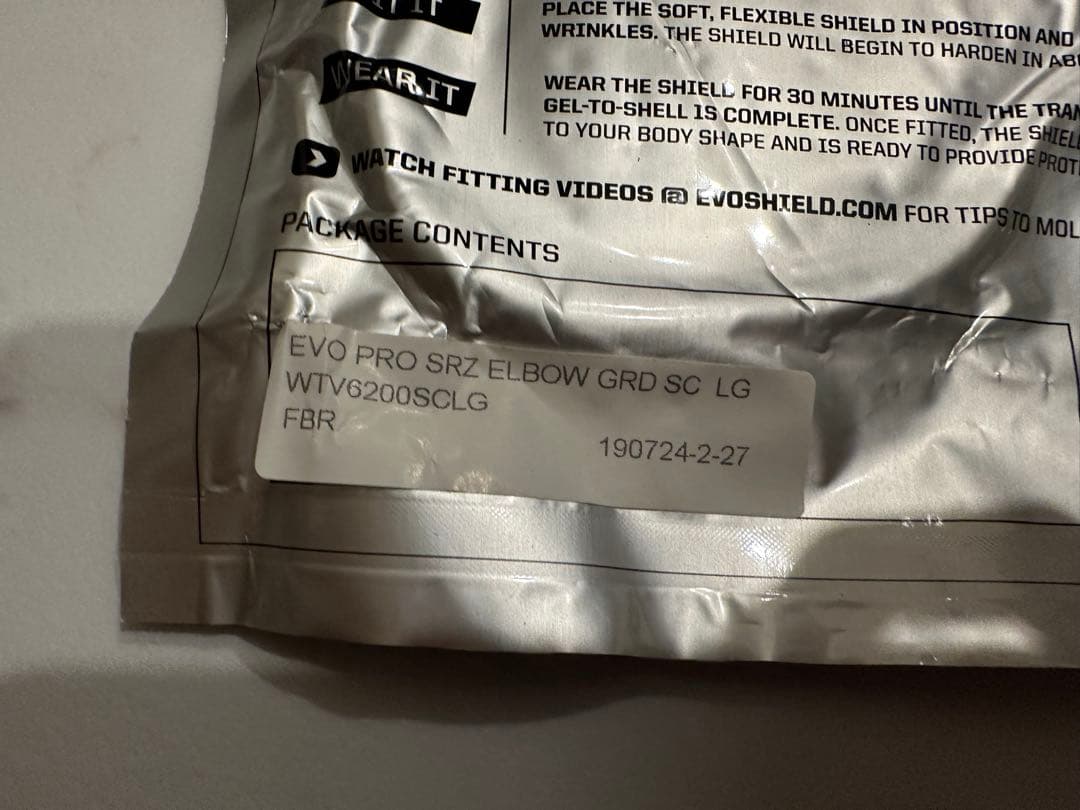 IT
PLACE THE SOFT, FLEXIBLE SHIELD IN POSITION AND
WRINKLES. THE SHIELD WILL BEGIN TO HARDEN IN
WEAR IT
WEAR THE SHIELD FOR 30 MINUTES UNTIL THE
GEL-TO-SHELL IS COMPLETE. ONCE FITTED, THE
TO YOUR BODY SHAPE AND IS READY TO PROVIDE
WATCH FITTING VIDEOS @ EVOSHIELD.COM FOR TIPS TO
PACKAGE CONTENTS
EVO PRO SRZ ELBOW GRD SC LG
WTV6200SCLG
FBR
190724-2-27